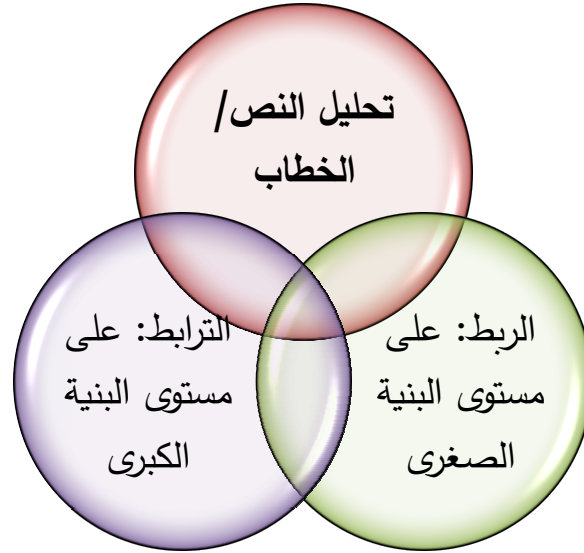 تحليل النص/
الخطاب
الربط: على
مستوى البنية
الصغرى
الترابط: على
مستوى البنية
الكبرى